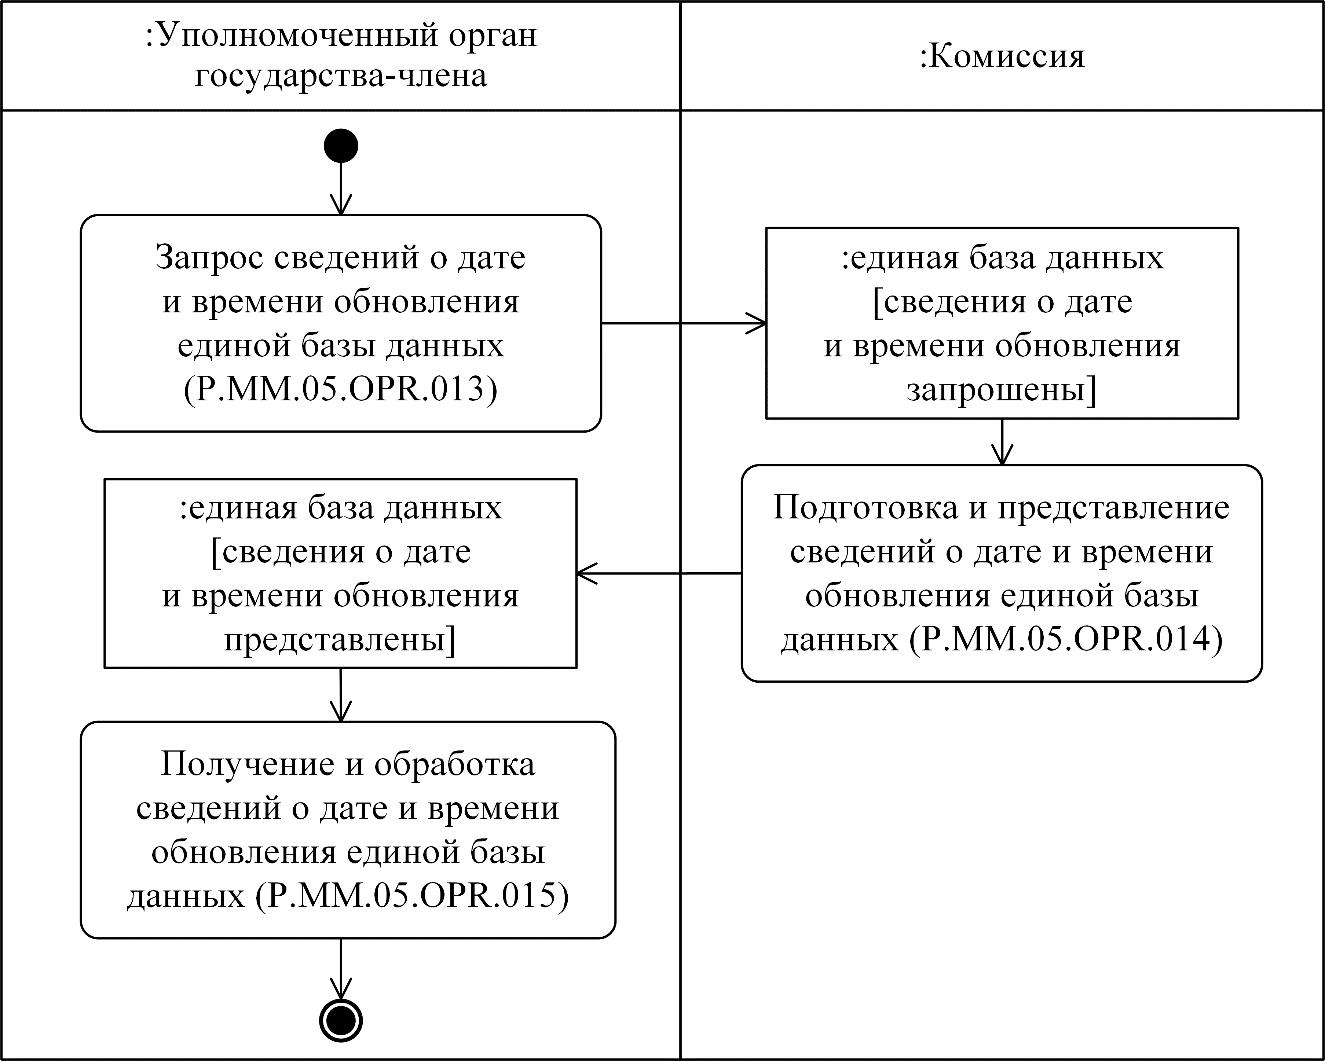 :Уполномоченный орган
государства-члена
:Комиссия
Запрос сведений о дате
и времени обновления
единой базы данных
(P.MM.05.OPR.013)
:единая база данных
[сведения о дате
и времени обновления
запрошены]
Подготовка и представление
сведений о дате и времени
обновления единой базы
данных (P.MM.05.OPR.014)
:единая база данных
[сведения о дате
и времени обновления
представлены]
Получение и обработка
сведений о дате и времени
обновления единой базы
данных (P.MM.05.OPR.015)